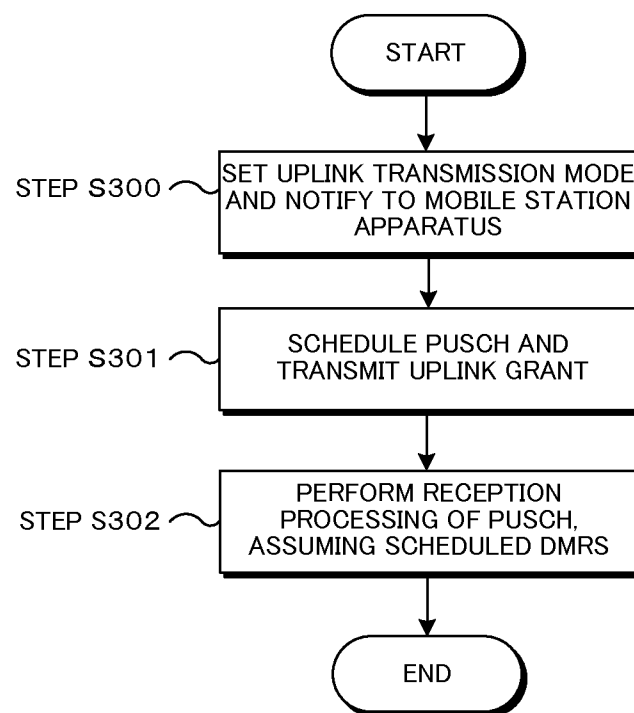 START
STEP S300
SET UPLINK TRANSMISSION MODE
AND NOTIFY TO MOBILE STATION
APPARATUS
STEP S301
SCHEDULE PUSCH AND
TRANSMIT UPLINK GRANT
STEP S302
PERFORM RECEPTION
PROCESSING OF PUSCH,
ASSUMING SCHEDULED DMRS
END